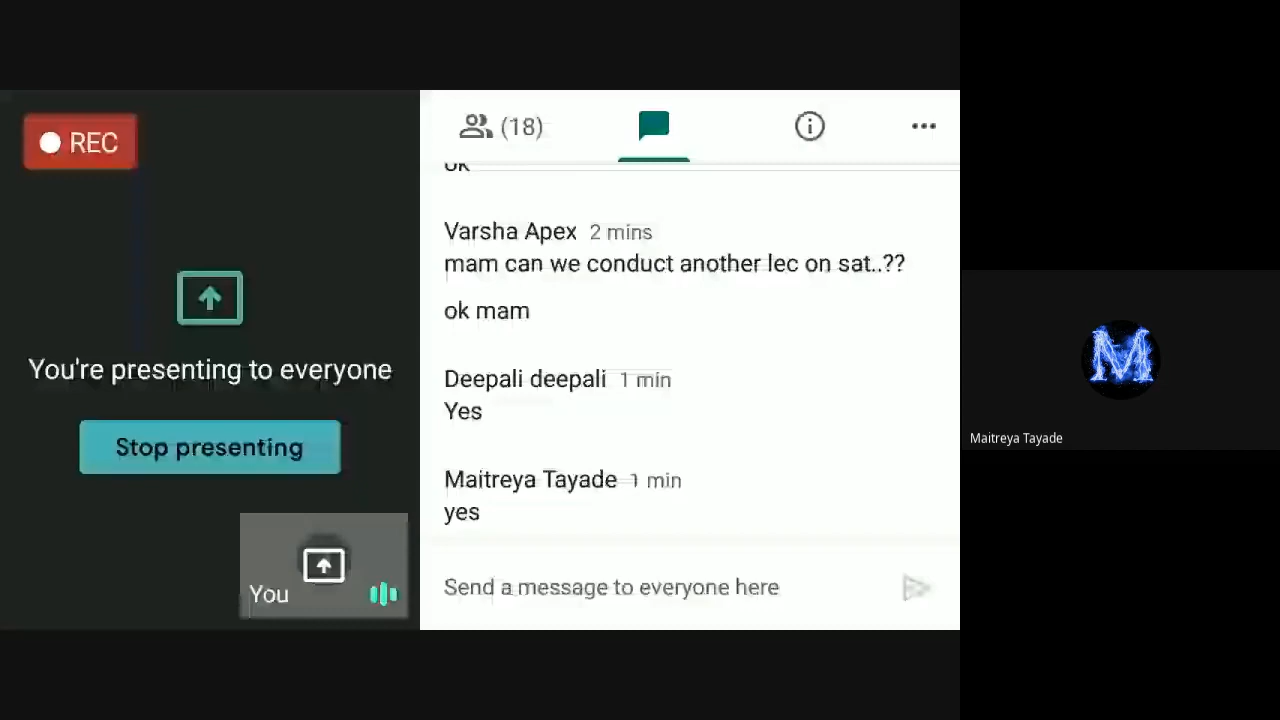 REC
You're presenting to everyone
Stop presenting
You
(18)
ok
Varsha Apex 2 mins
mam can we conduct another lec on sat..??
ok mam
Deepali deepali 1 min
Yes
Maitreya Tayade 1 min
yes
Send a message to everyone here
M
Maitreya Tayade